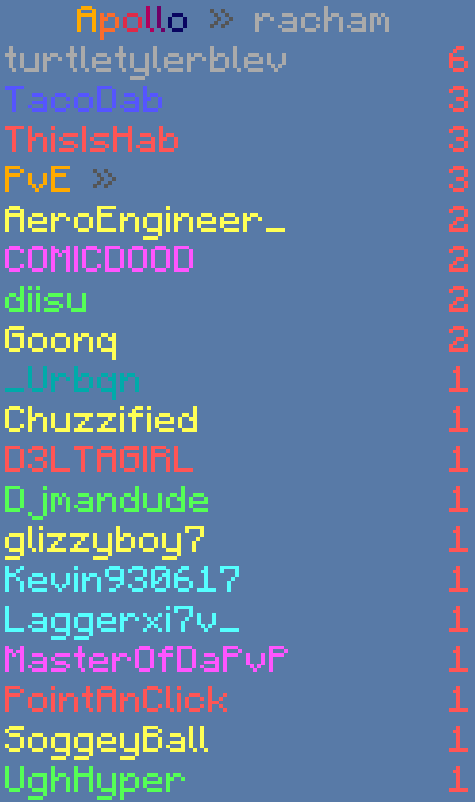 Apollo » racham
turtletylerblev 6
TacoDab 3
ThisIsHab 3
PvE » 3
AeroEngineer_ 2
COMICDOOD 2
diisu 2
Goonq 2
_Urbqn 1
Chuzzified 1
D3LTAGIRL 1
Djmandude 1
glizzyboy7 1
Kevin930617 1
Laggerxi7v_ 1
MasterOfDaPvP 1
PointAnClick 1
SoggeyBall 1
UghHyper 1